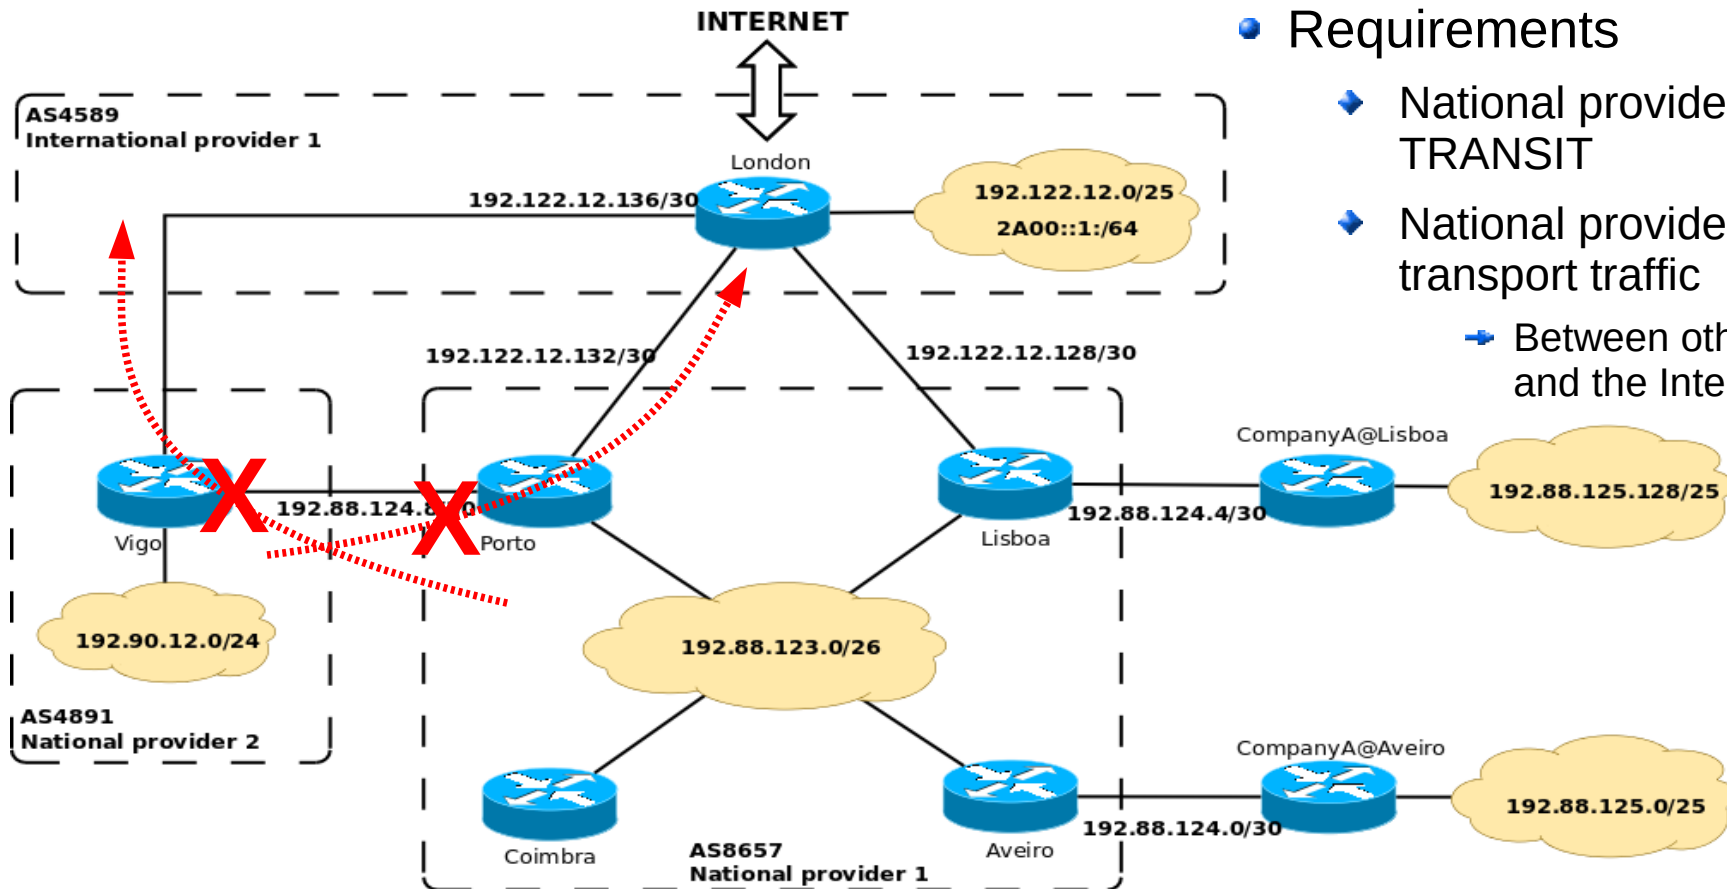 INTERNET
Requirements
National provide
TRANSIT
National provide
transport traffic
Between oth
and the Inte
AS4589
International provider 1
London
192.122.12.136/30
192.122.12.0/25
2A00::1:/64
192.122.12.132/30
192.122.12.128/30
CompanyA@Lisboa
192.88.125.128/25
192.88.124.4/30
192.88.124.8
X
X
Vigo
Porto
Lisboa
192.90.12.0/24
192.88.123.0/26
AS4891
National provider 2
CompanyA@Aveiro
192.88.125.0/25
192.88.124.0/30
Coimbra
AS8657
National provider 1
Aveiro